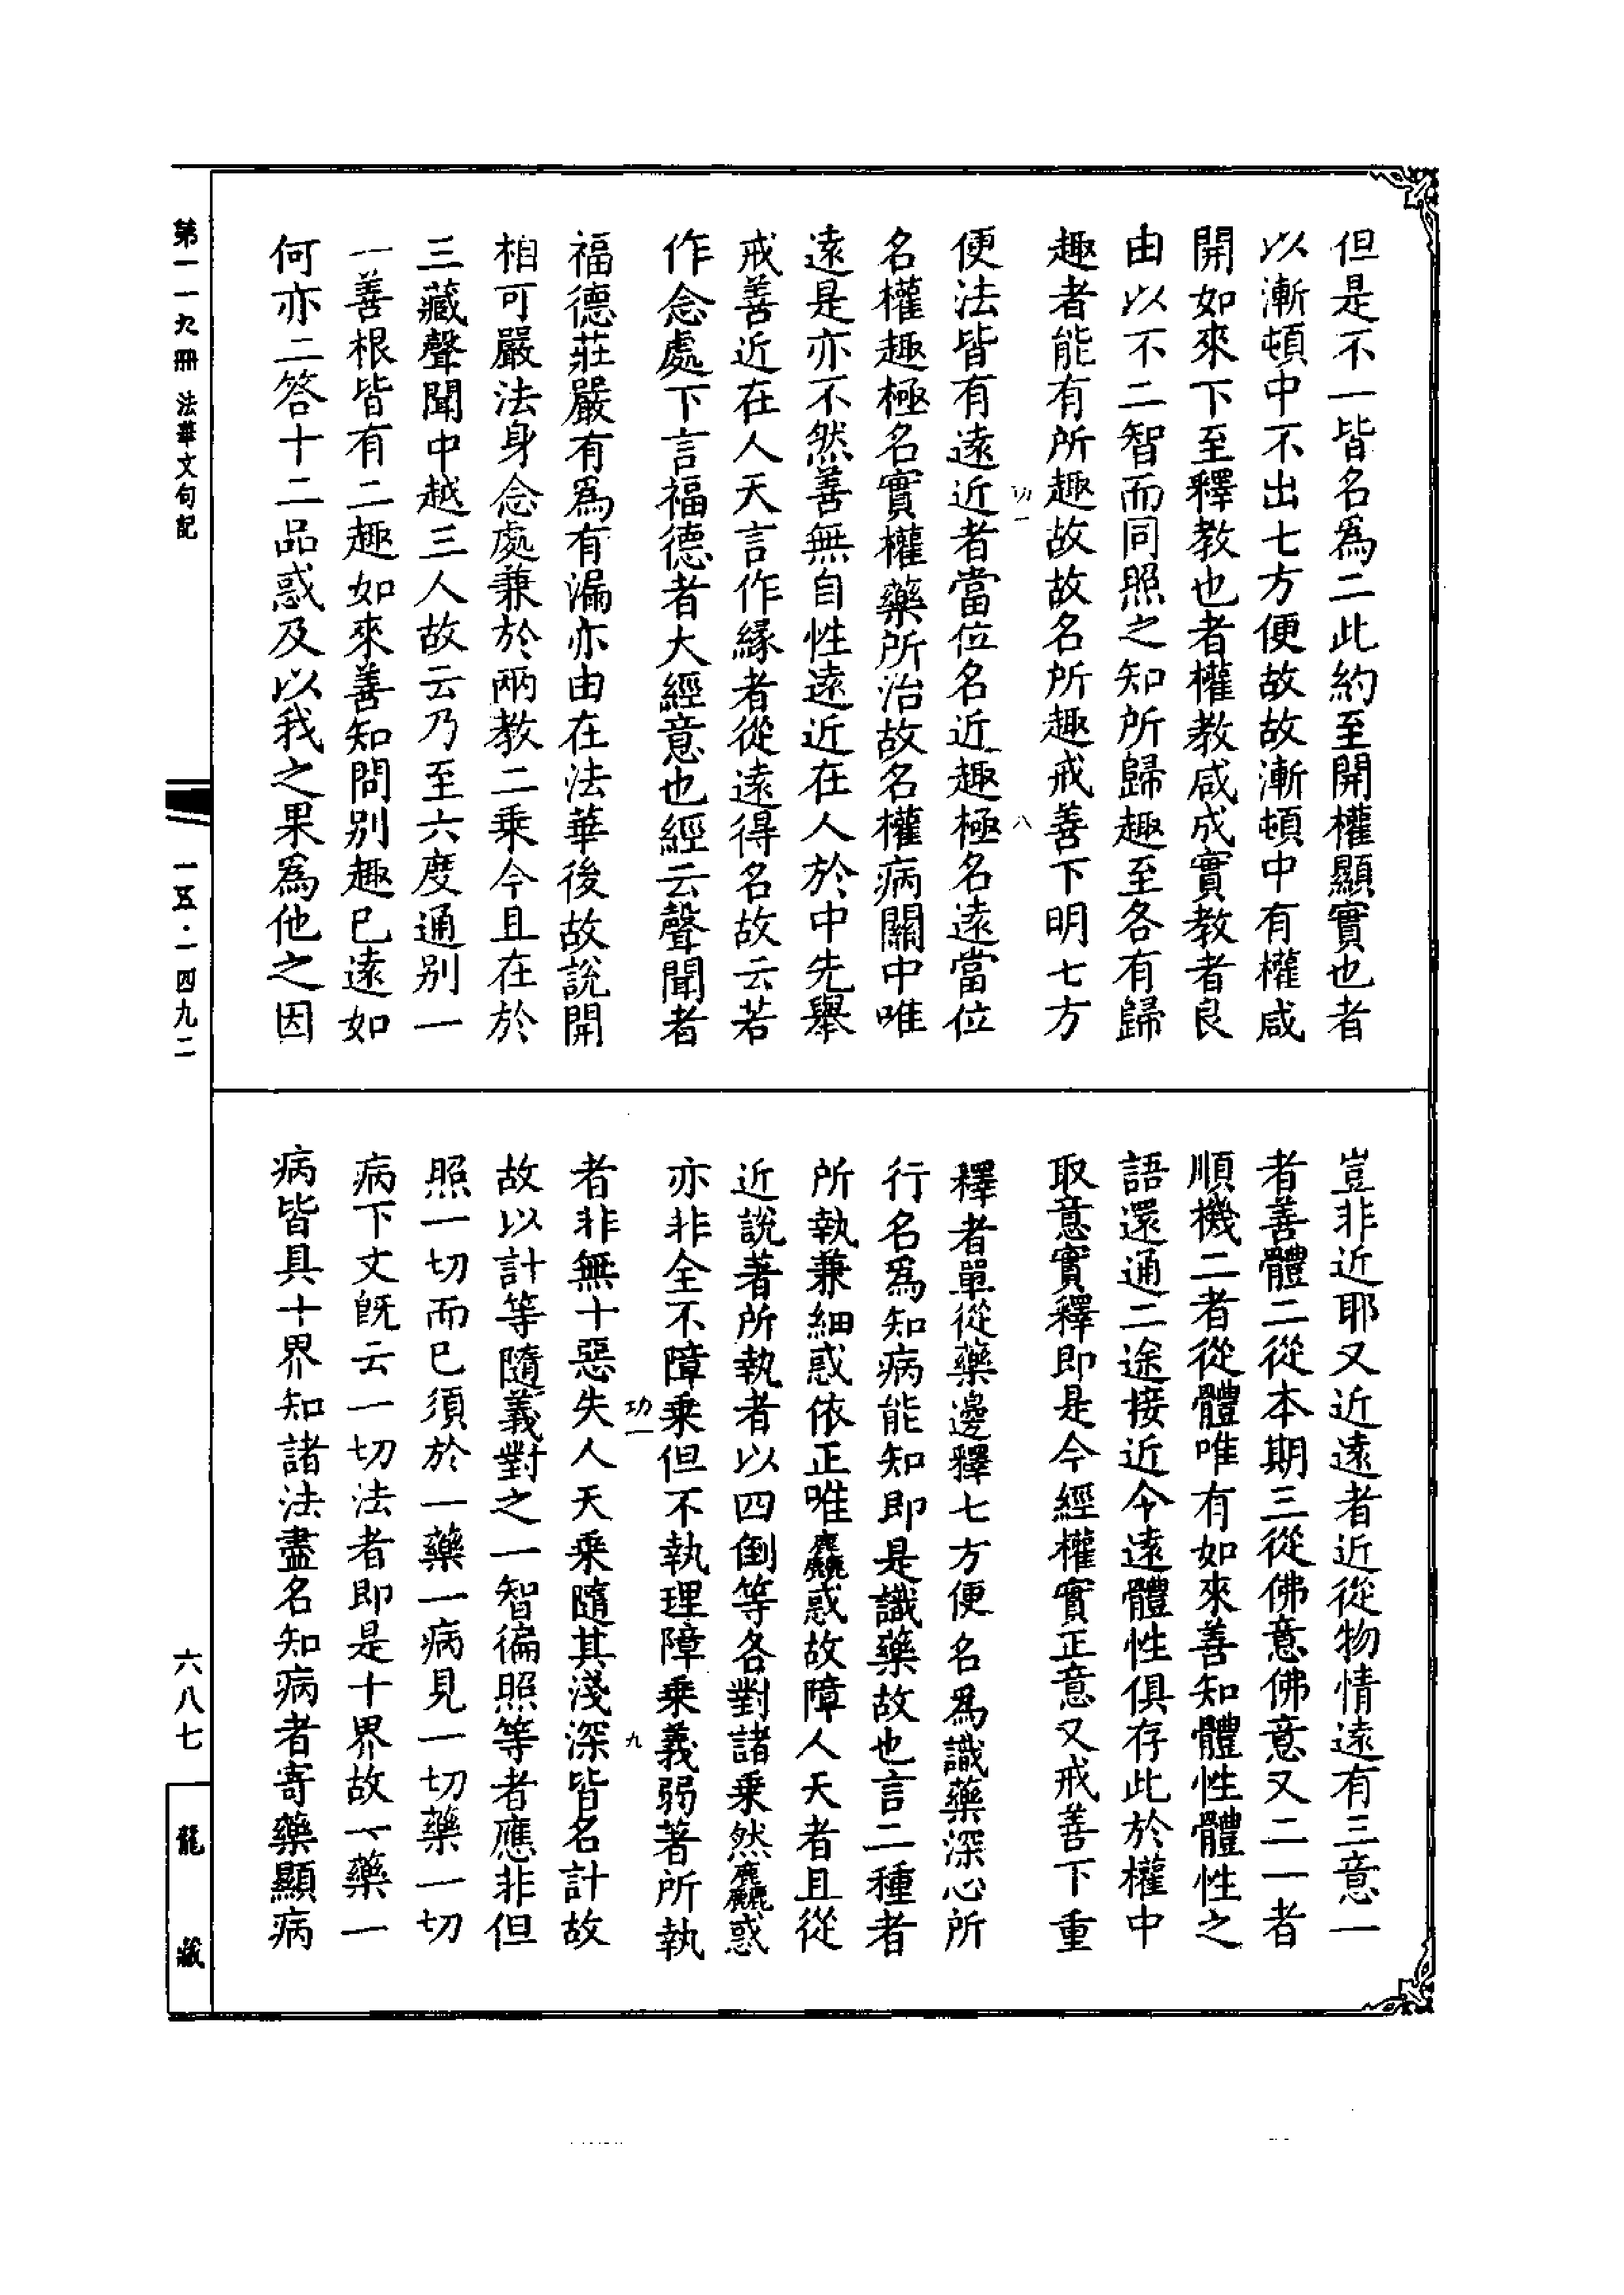 但是不一皆名爲二此約至開權顯實也者
以漸頓中不出七方便故故漸頓中有權咸
開如來下至釋教也者權教咸成實教者良
由以不二智而同照之知所歸趣至各有歸
趣者能有所趣故故名所趣戒善下明七方
功一
八
便法皆有遠近者當位名近趣極名遠當位
名權趣極名實權藥所治故名權病關中唯
遠是亦不然善無自性遠近在人於中先舉
戒善近在人天言作緣者從遠得名故云若
作念處下言福德者大經意也經云聲聞者
福德莊嚴有爲有漏亦由在法華後故說開
相可嚴法身念處兼於兩教二乘今且在於
三藏聲聞中越三人故云乃至六度通別一
一善根皆有二趣如來善知問別趣已遠如
何亦二答十二品惑及以我之果爲他之因
豈非近耶又近遠者近從物情遠有三意一
者善體二從本期三從佛意佛意又二一者
順機二者從體唯有如來善知體性體性之
語還通二途接近令遠體性俱存此於權中
取意實釋即是今經權實正意又戒善下重
釋者單從藥邊釋七方便名爲識藥深心所
行名爲知病能知即是識藥故也言二種者
所執兼細惑依正唯麤惑故障人天者且從
近說著所執者以四倒等各對諸乘然麤惑
亦非全不障乘但不執理障乘義弱著所執
功一
九
者非無十惡失人天乘隨其淺深皆名計故
故以計等隨義對之一智徧照等者應非但
照一切而已須於一藥一病見一切藥一切
病下文旣云一切法者即是十界故一藥一
病皆具十界知諸法盡名知病者寄藥顯病
第一一九冊 法華文句記
一五·一四九二
六八七
龍藏